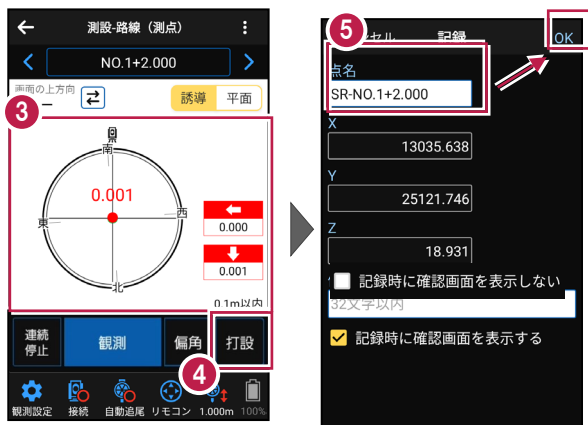 測設-路線（測点）
NO.1+2.000
画面の上方向
—
誘導
平面
3
南
0.001
東
西
北
0.000
0.001
0.1m以内
連続
停止
観測
偏角
打設
4
観測設定
接続
自動追尾
リモコン
1.000m
100%
5
セル
記録
OK
点名
SR-NO.1+2.000
X
13035.638
Y
25121.746
Z
18.931
記録時に確認画面を表示しない
32文字以内
記録時に確認画面を表示する